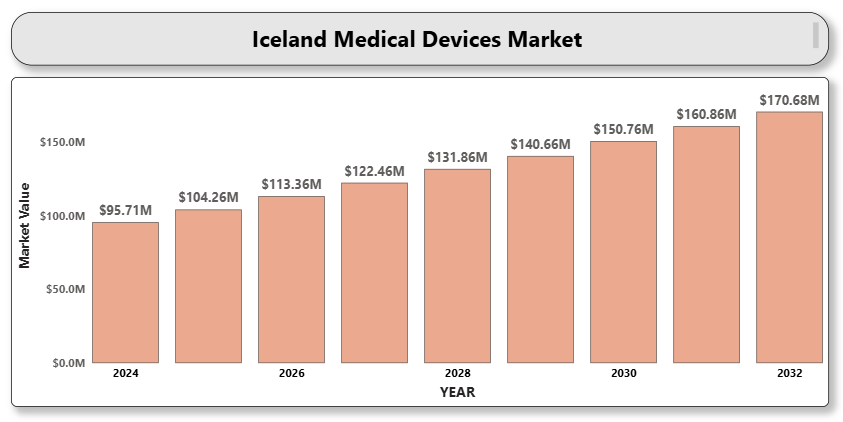 Iceland Medical Devices Market
$170.68M
$160.86M
$150.76M
$150.0M
$140.66M
$131.86M
$122.46M
$113.36M
$104.26M
$95.71M
$100.0M
Market Value
$50.0M
$0.0M
2024 2026 2028 2030 2032
YEAR